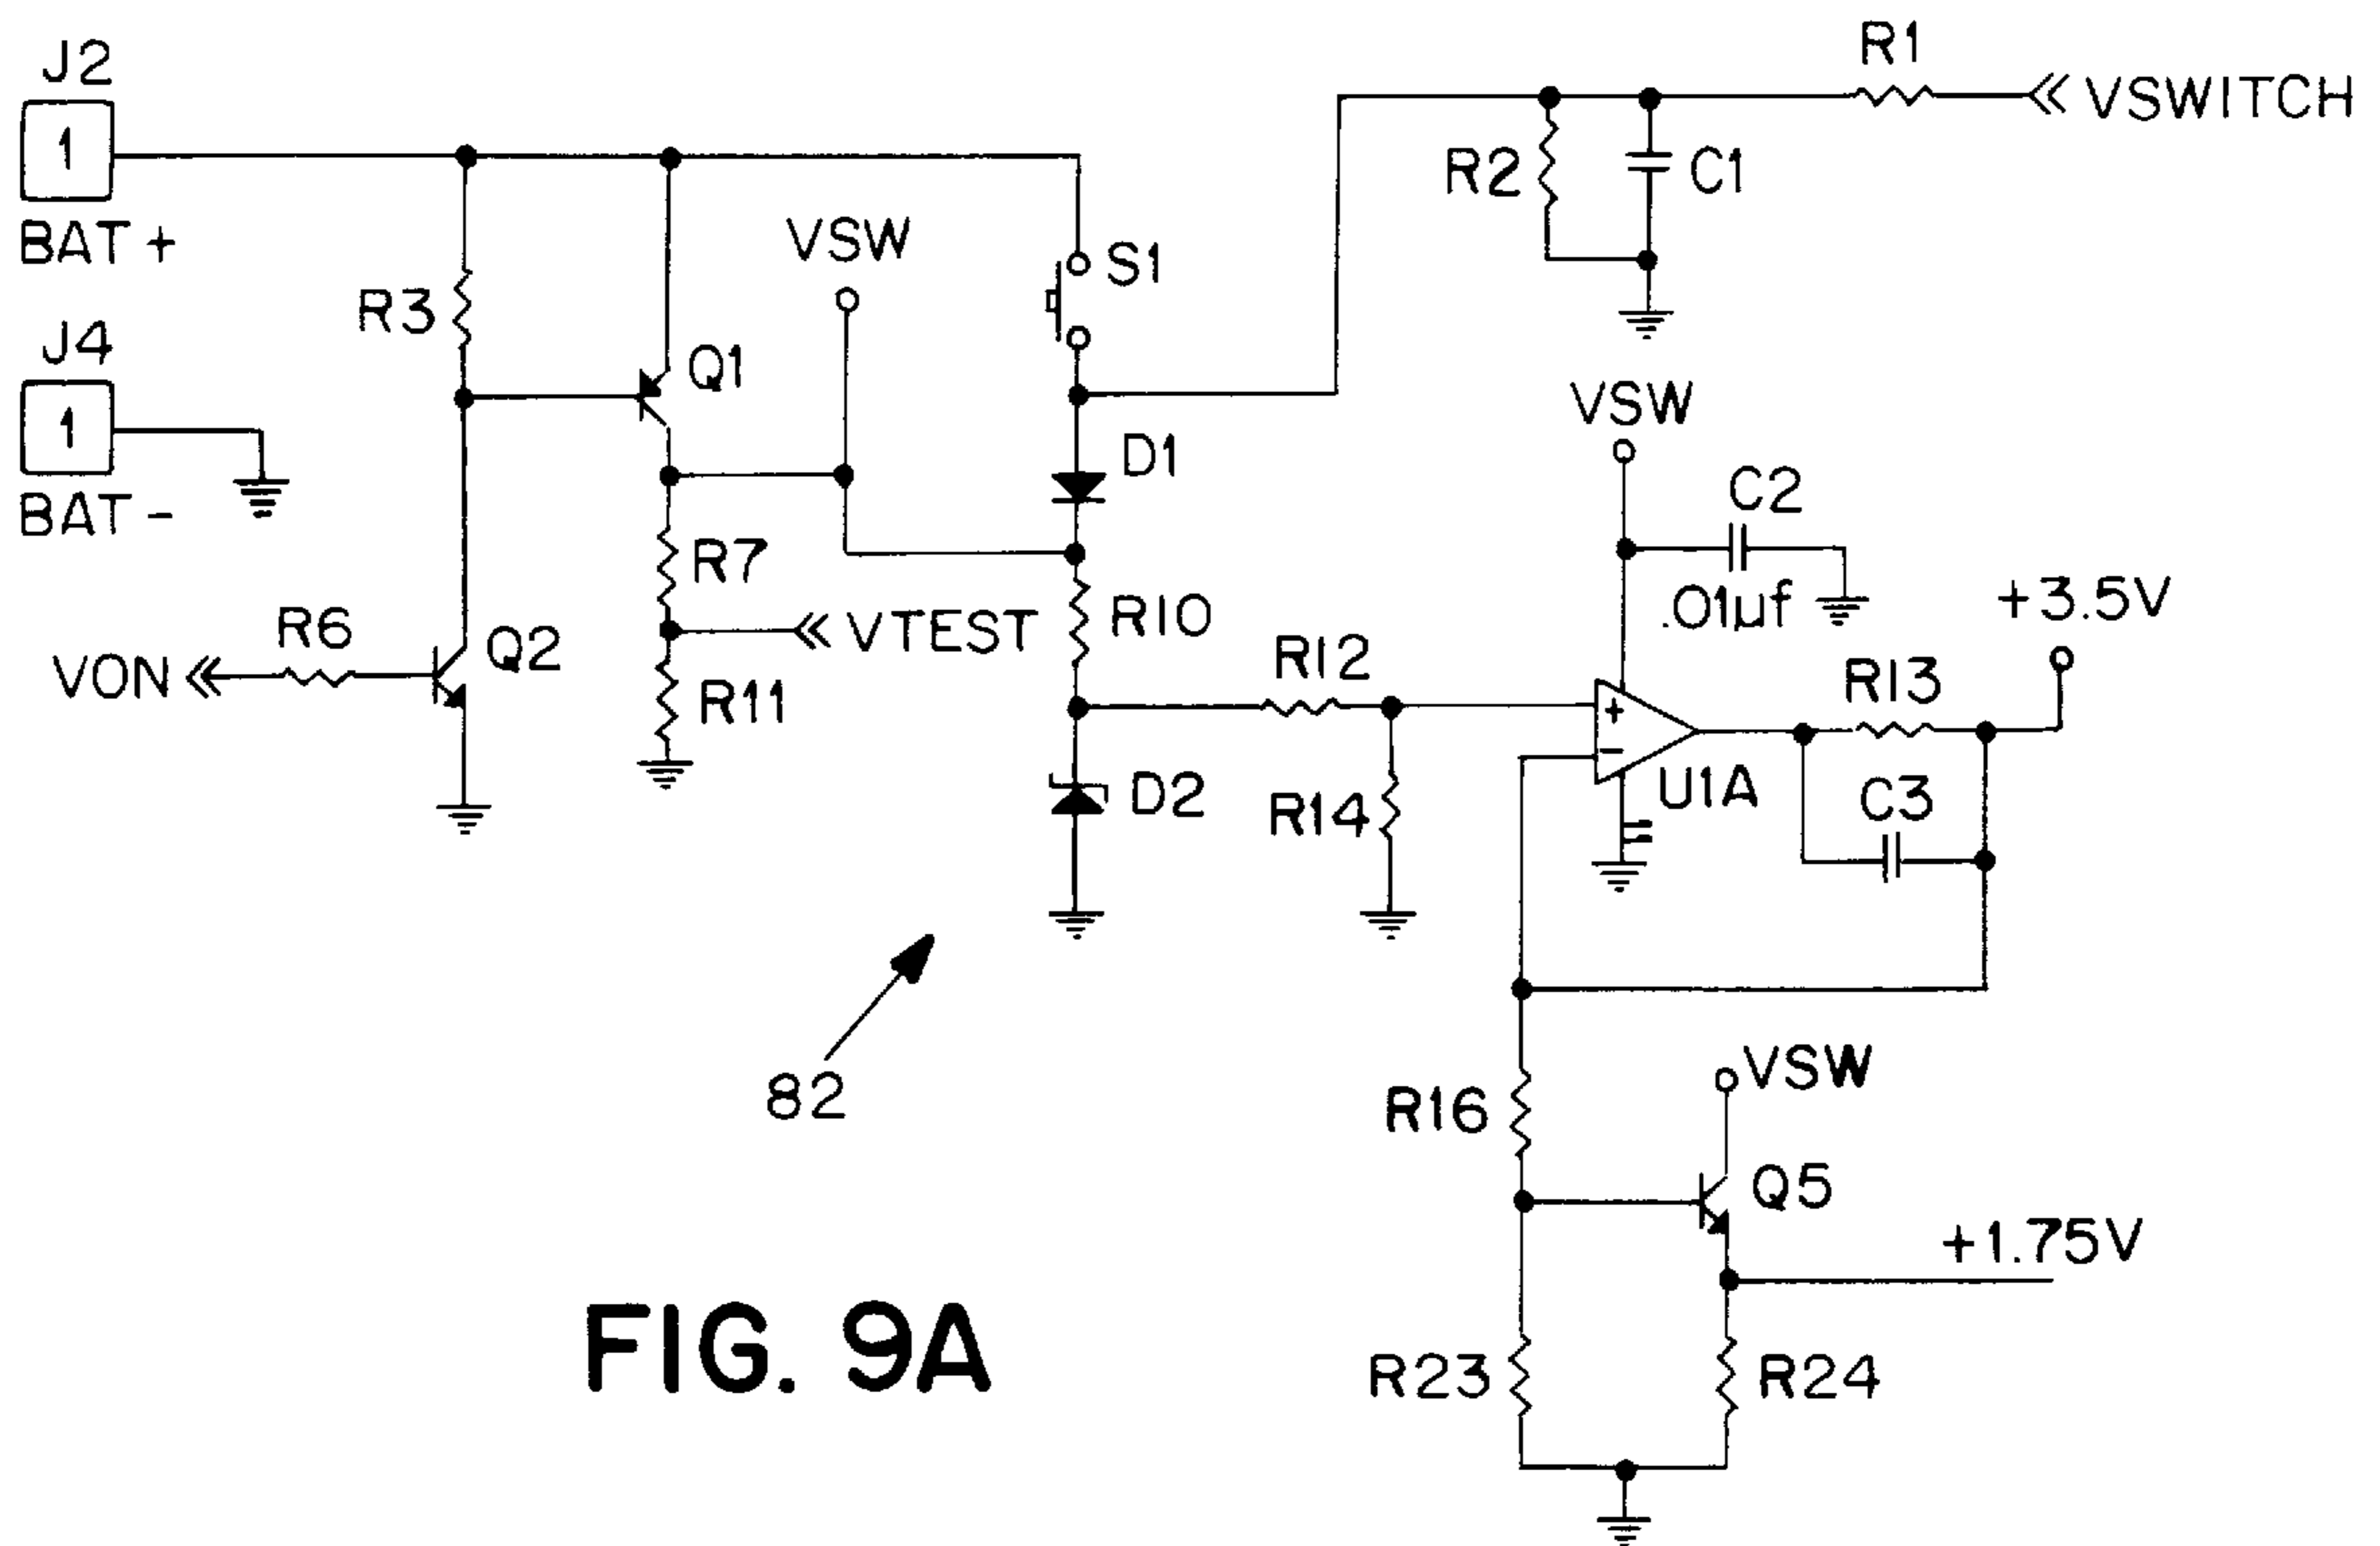 J2
1
BAT +
J4
1
BAT -
R3
Q1
VSW
S1
R1
VSWITCH
R2
C1
D1
VSW
C2
.01µf
+3.5V
R6
VON
Q2
R7
VTEST
R11
R10
R12
R13
+
-
U1A
C3
D2
R14
82
R16
VSW
Q5
+1.75V
R23
R24
FIG. 9A